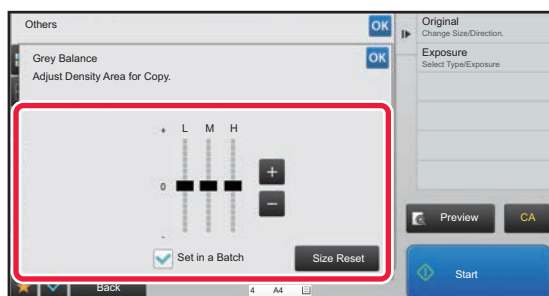 Others
OK
Original
Change Size/Direction.
Grey Balance
OK
Exposure
Select Type/Exposure
Adjust Density Area for Copy.
+ L M H
+
0
-
-
Set in a Batch
Size Reset
Preview
CA
Back
4 A4
Start